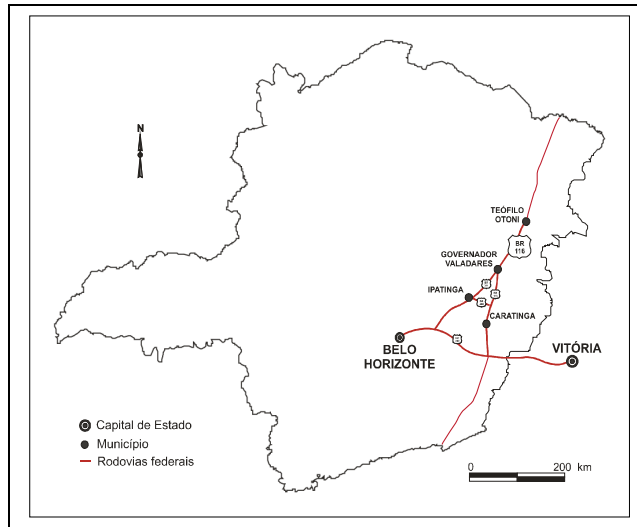 N
TEÓFILO
OTONI
BR
116
GOVERNADOR
VALADARES
IPATINGA
CARATINGA
BELO
HORIZONTE
VITÓRIA
Capital de Estado
Município
Rodovias federais
0 200 km